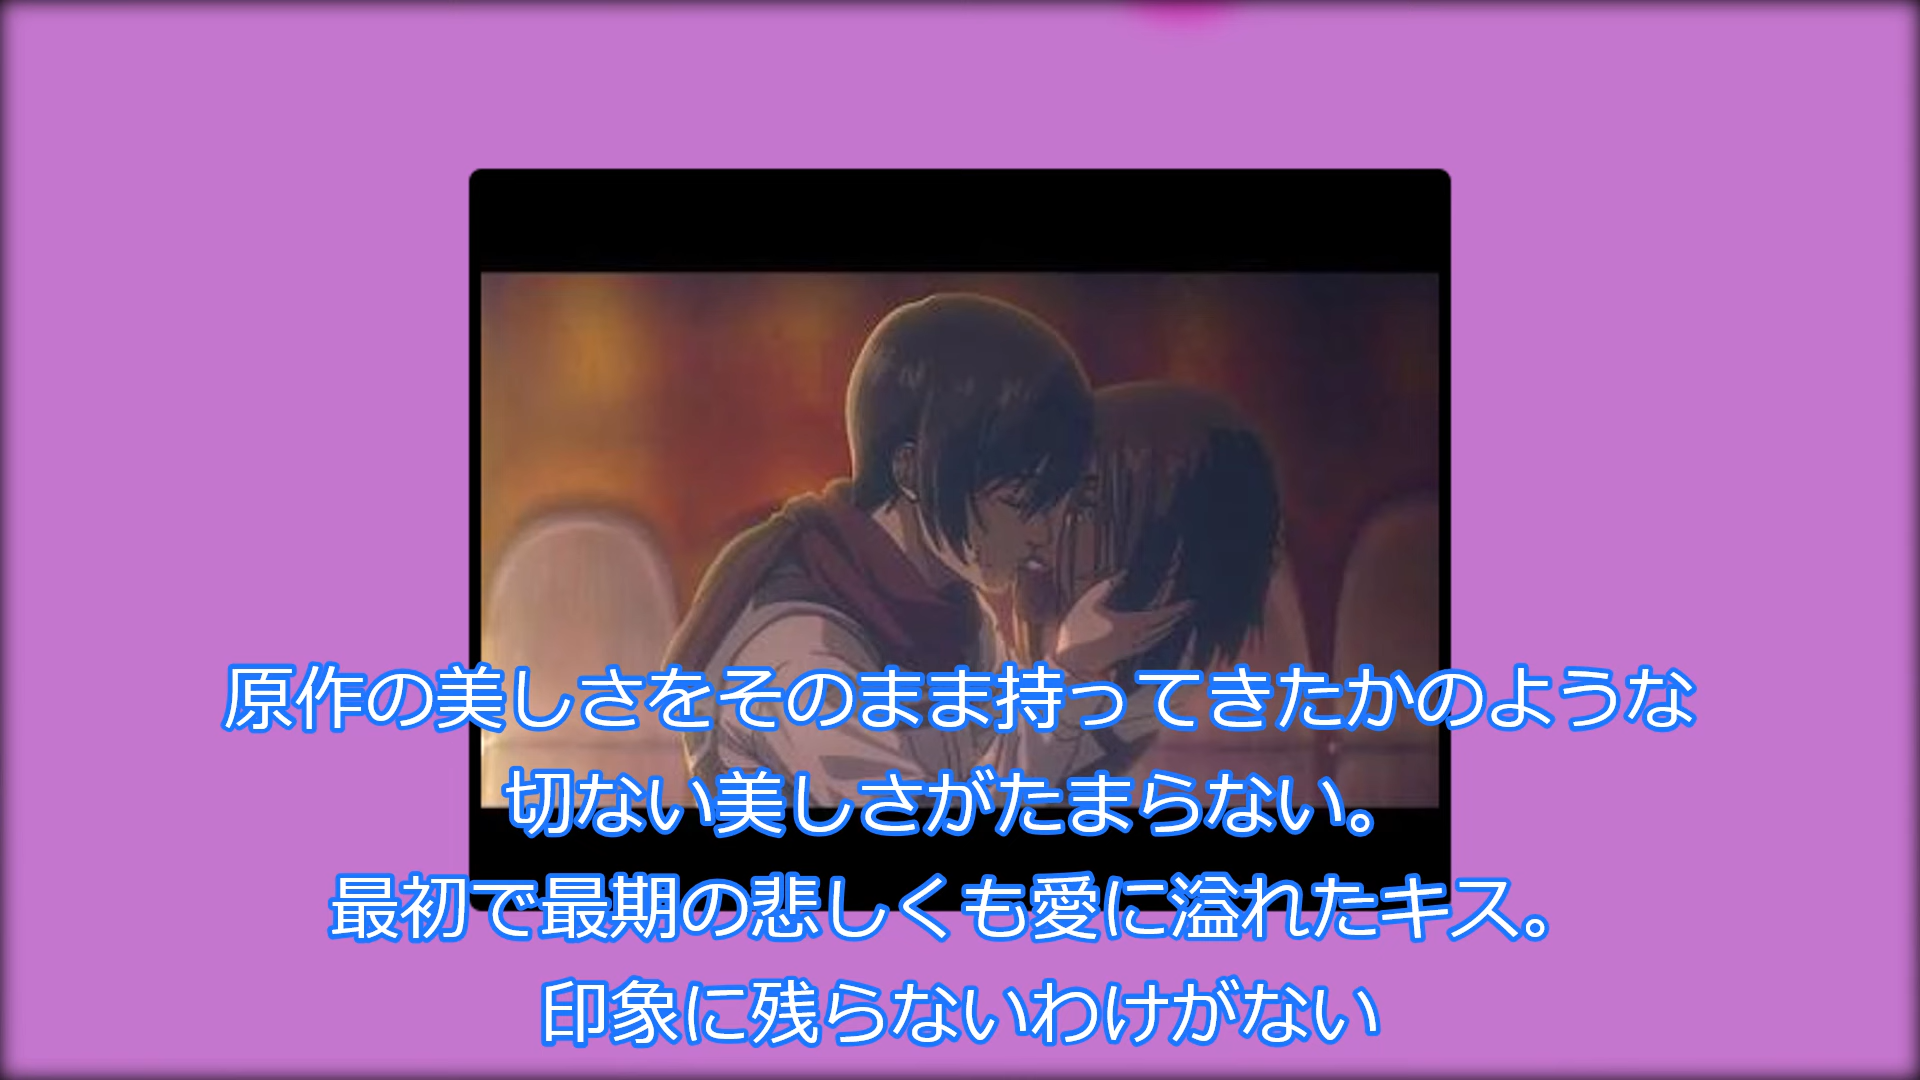 原作の美しさをそのまま持ってきたかのような
切ない美しさがたまらない。
最初で最期の悲しくも愛に溢れたキス。
印象に残らないわけがない